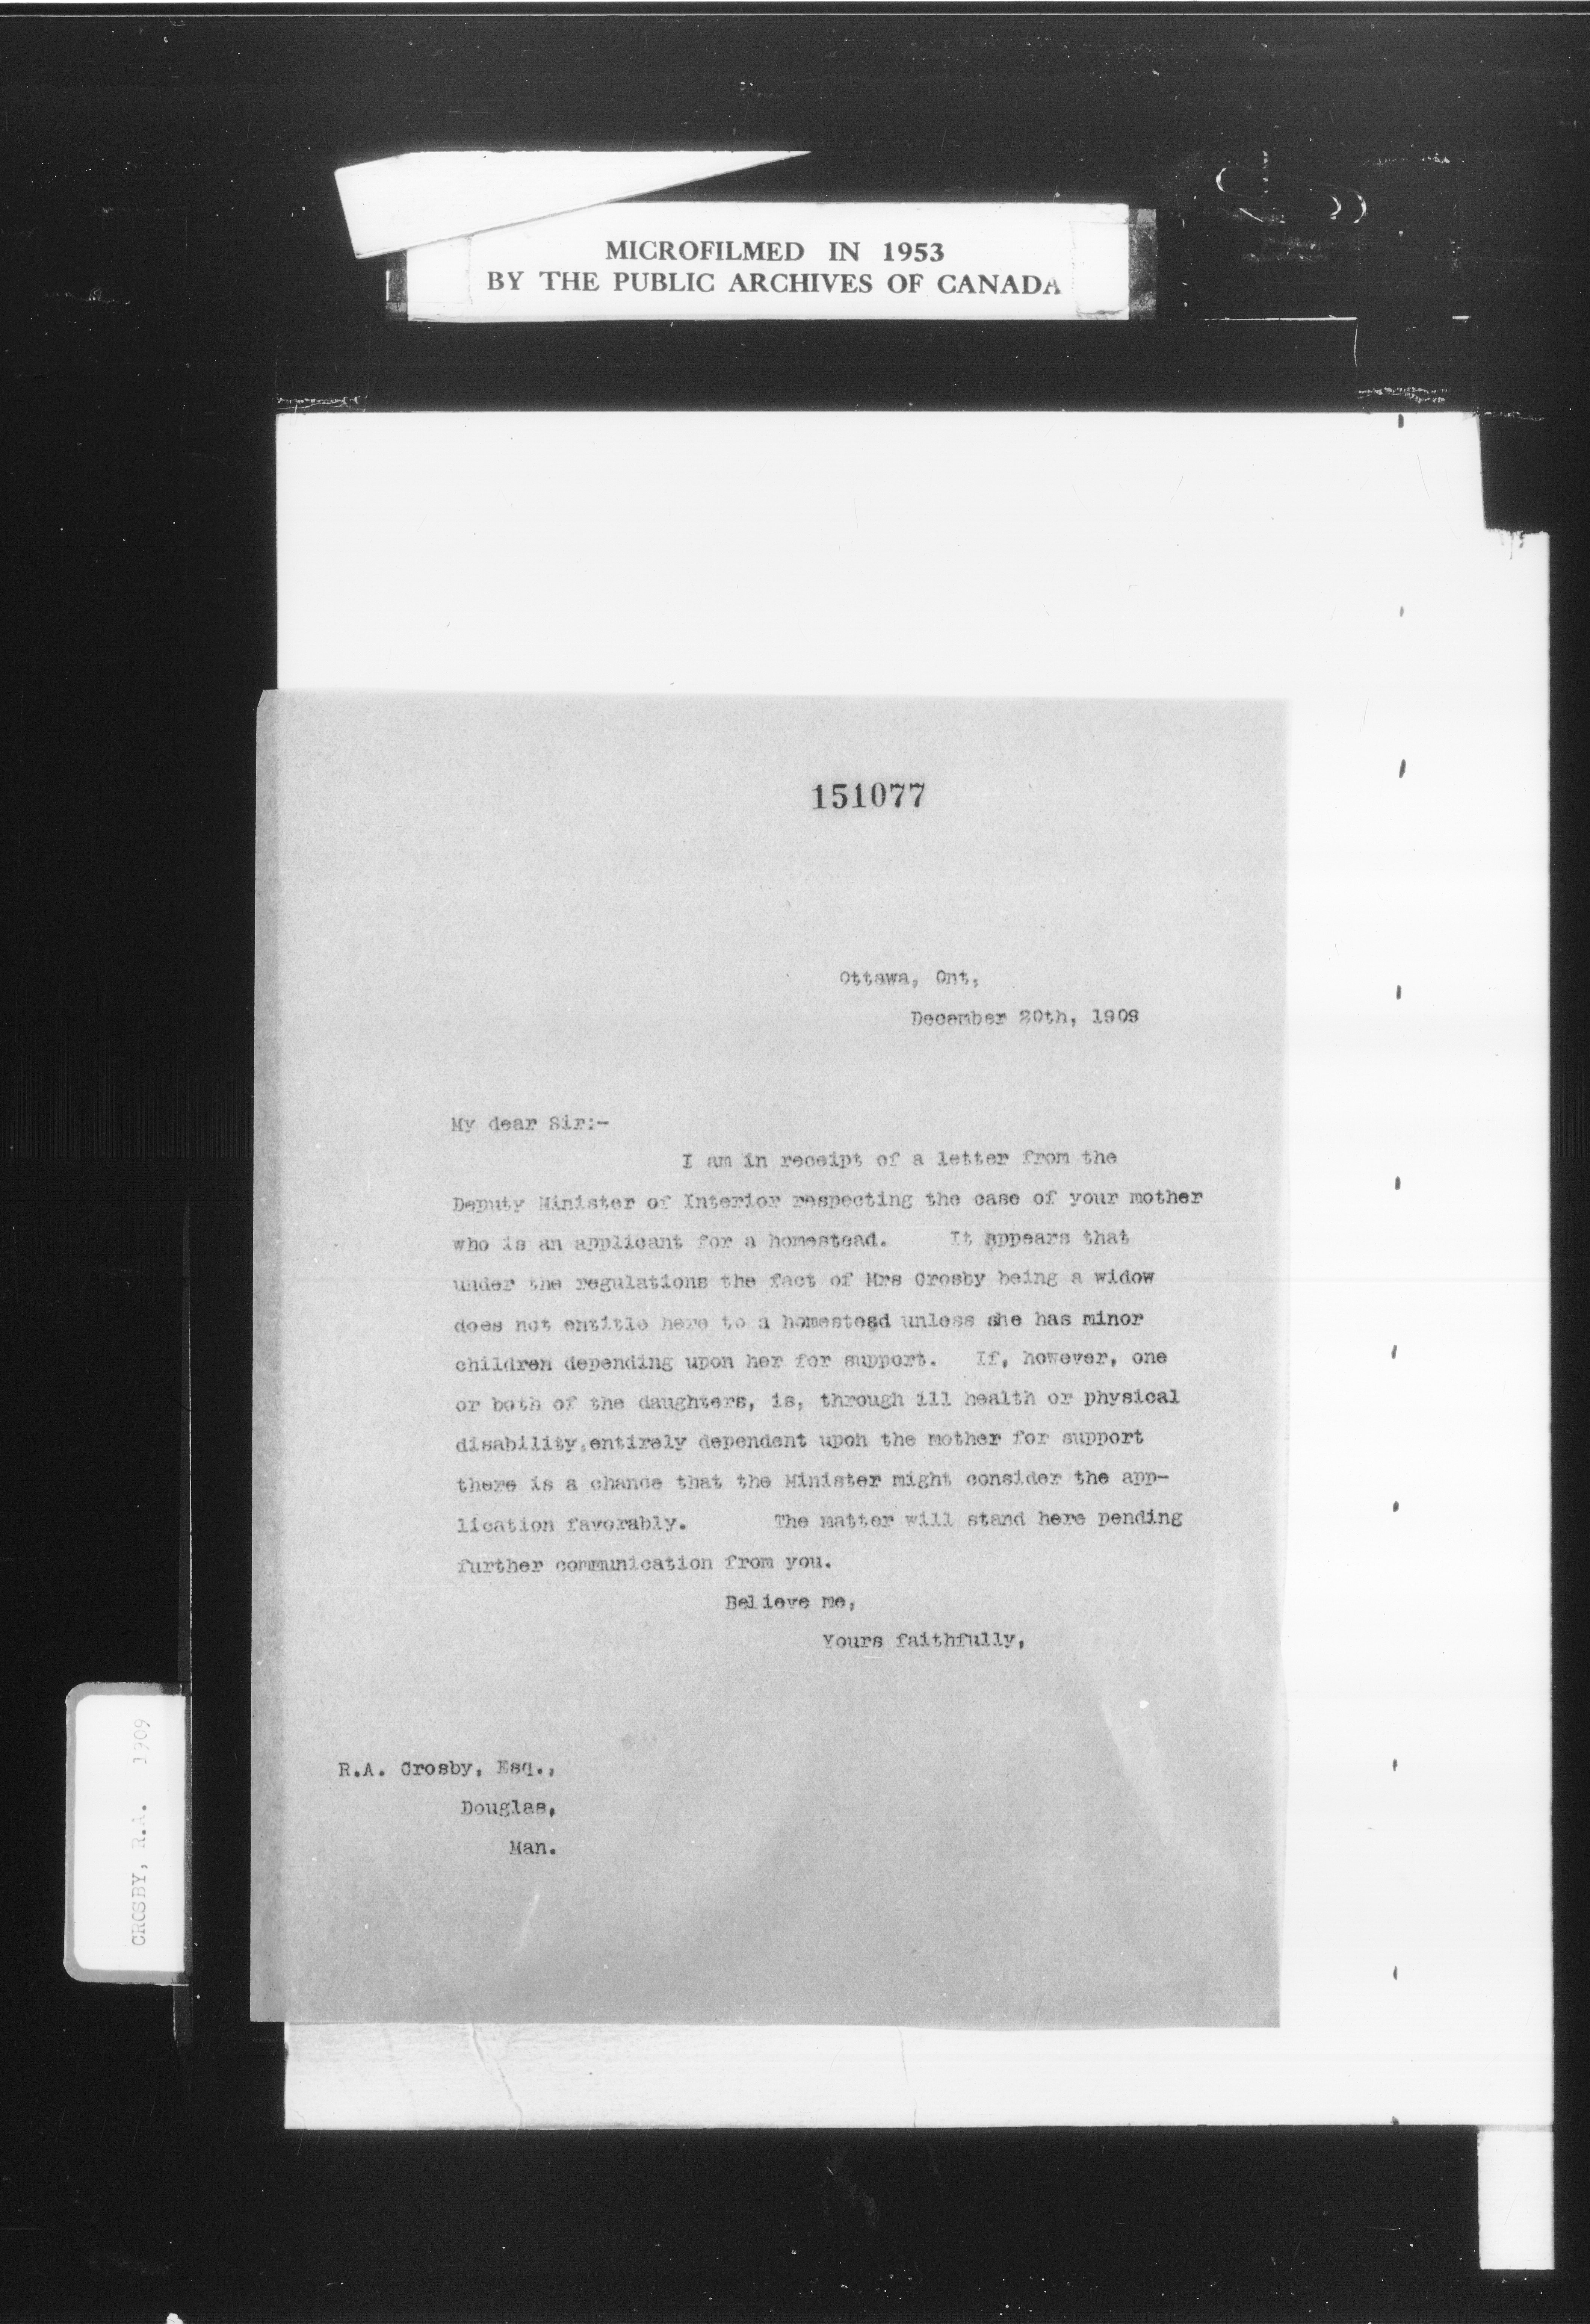 MICROFILMED IN 1953
BY THE PUBLIC ARCHIVES OF CANADA
151077
Ottawa, Ont,
December 20th, 1909
My dear Sir:-
I am in receipt of a letter from the
Deputy Minister of Interior respecting the case of your mother
who is an applicant for a homestead. It appears that
under the regulations the fact of Mrs Crosby being a widow
does not entitle here to a homestead unless she has minor
children depending upon her for support. If, however, one
or both of the daughters, is, through ill health or physical
disability,entirely dependent upon the mother for support
there is a chance that the Minister might consider the app-
lication favorably. The matter will stand here pending
further communication from you.
Believe me,
Yours faithfully,
R.A. Crosby, Esq.,
Douglas,
Man.
CROSBY, R.A. 1909